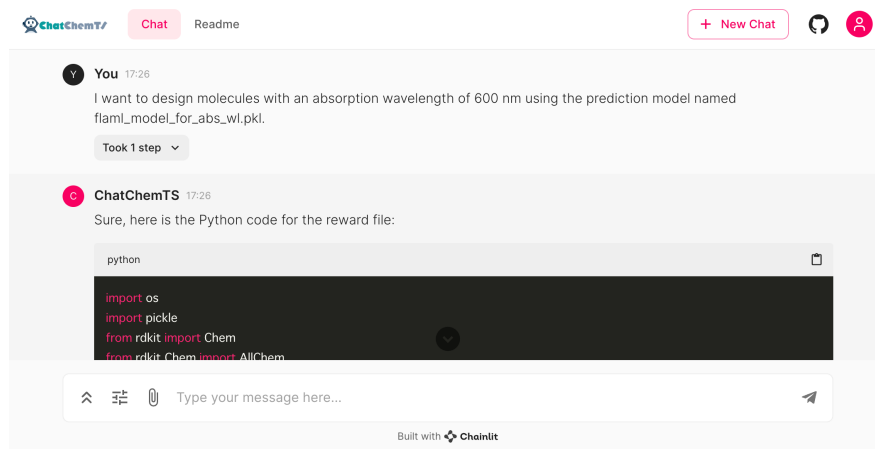 ChatChemTS Chat Readme + New Chat
Y You 17:26
I want to design molecules with an absorption wavelength of 600 nm using the prediction model named
flaml_model_for_abs_wl.pkl.
Took 1 step
C ChatChemTS 17:26
Sure, here is the Python code for the reward file:
python
import os
import pickle
from rdkit import Chem
from rdkit.Chem import AllChem
Type your message here...
Built with Chainlit